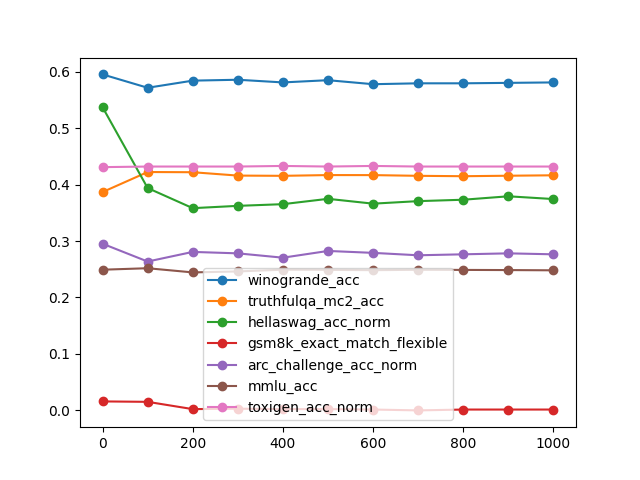 0.6
0.5
0.4
0.3
0.2
0.1
0.0
winogrande_acc
truthfulqa_mc2_acc
hellaswag_acc_norm
gsm8k_exact_match_flexible
arc_challenge_acc_norm
mmlu_acc
toxigen_acc_norm
0 200 400 600 800 1000